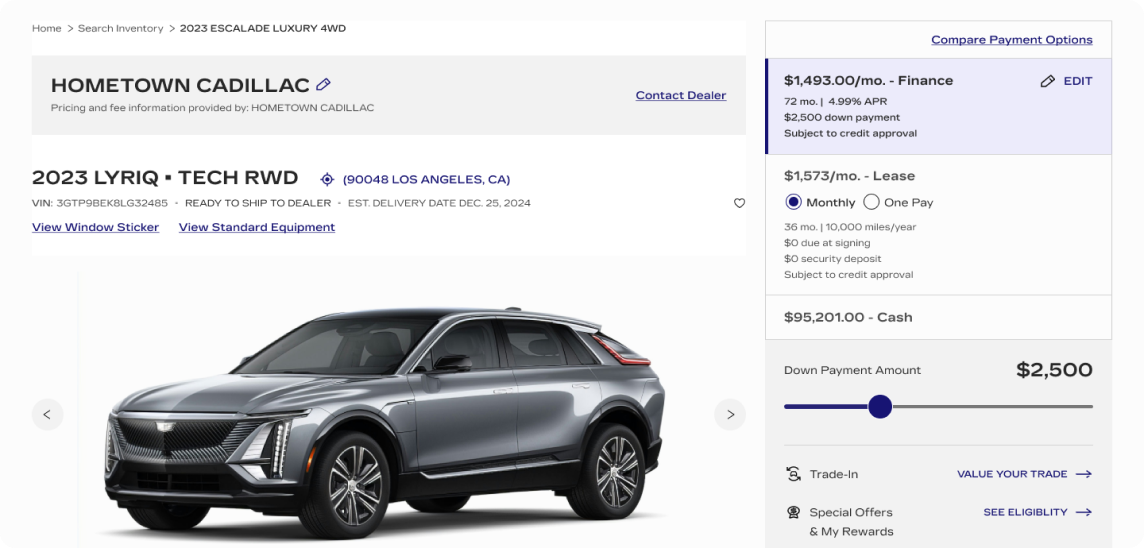 Home > Search Inventory > 2023 ESCALADE LUXURY 4WD
HOMETOWN CADILLAC
Pricing and fee information provided by: HOMETOWN CADILLAC
Contact Dealer
2023 LYRIQ ▪ TECH RWD (90048 LOS ANGELES, CA)
VIN: 3GTP9BEK8LG32485 · READY TO SHIP TO DEALER · EST. DELIVERY DATE DEC. 25, 2024
View Window Sticker View Standard Equipment
< >
Compare Payment Options
$1,493.00/mo. - Finance EDIT
72 mo. | 4.99% APR
$2,500 down payment
Subject to credit approval
$1,573/mo. - Lease
Monthly One Pay
36 mo. | 10,000 miles/year
$0 due at signing
$0 security deposit
Subject to credit approval
$95,201.00 - Cash
Down Payment Amount $2,500
Trade-In VALUE YOUR TRADE →
Special Offers SEE ELIGIBLITY →
& My Rewards